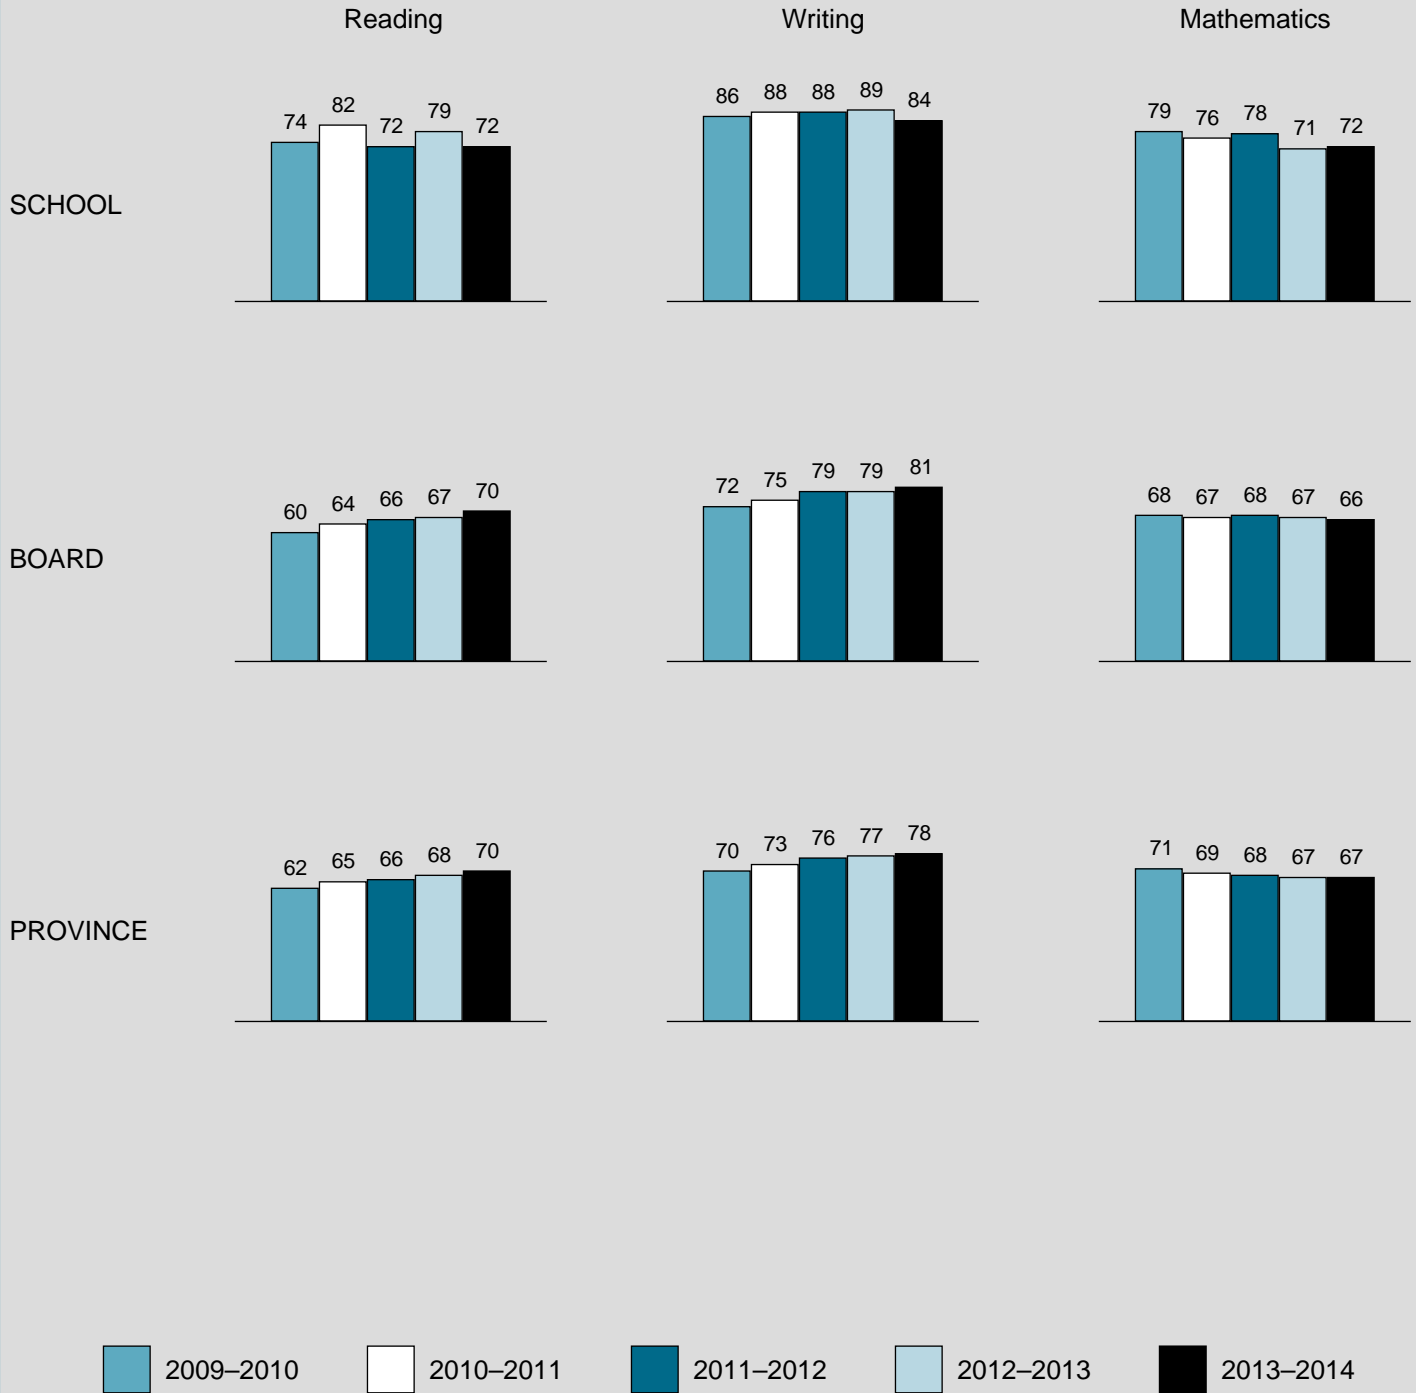 Reading Writing Mathematics
74 82 72 79 72 86 88 88 89 84 79 76 78 71 72
SCHOOL
60 64 66 67 70 72 75 79 79 81 68 67 68 67 66
BOARD
62 65 66 68 70 70 73 76 77 78 71 69 68 67 67
PROVINCE
2009–2010 2010–2011 2011–2012 2012–2013 2013–2014